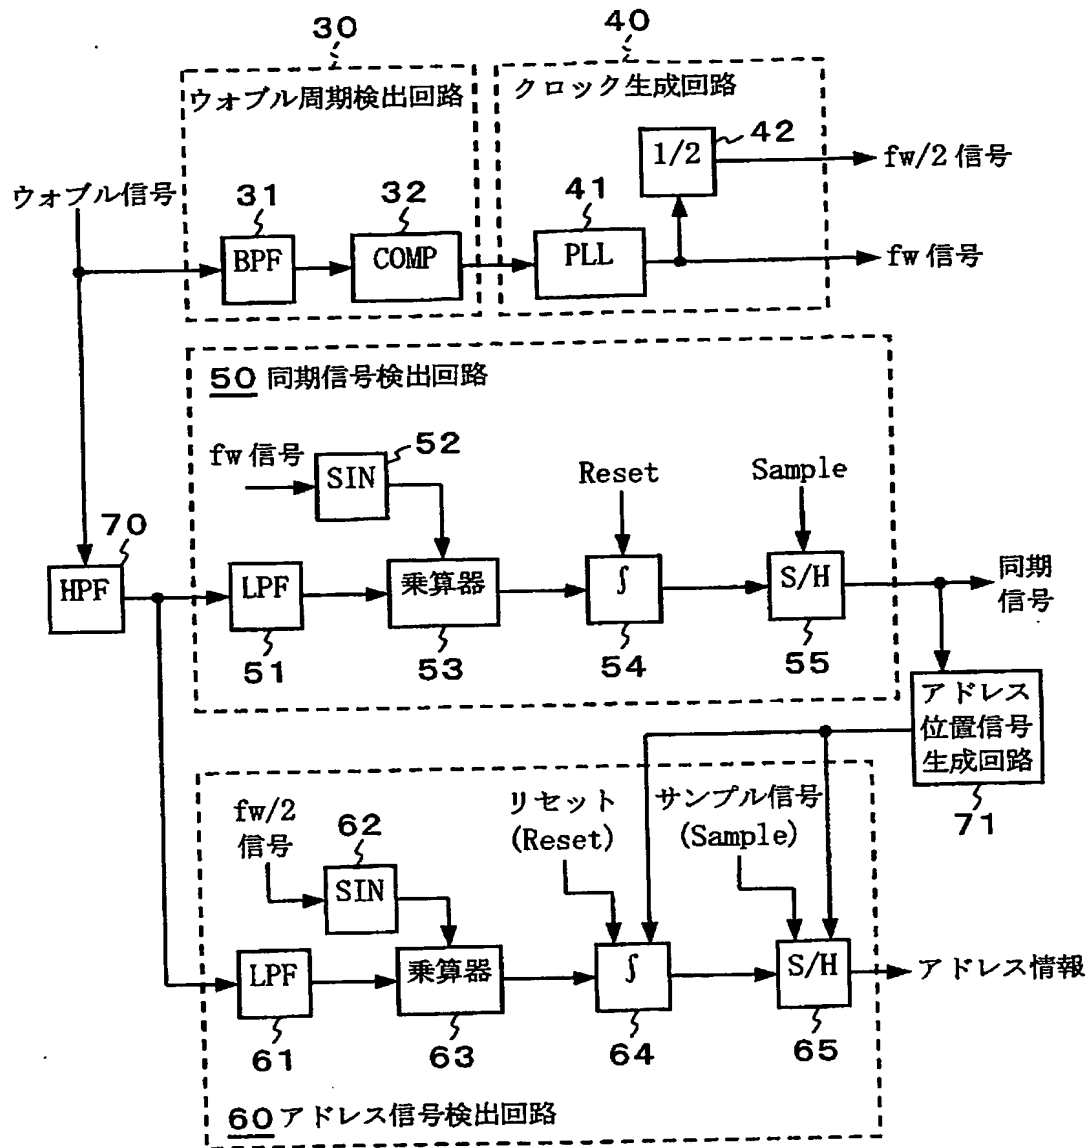 30
40
ウォブル周期検出回路
クロック生成回路
42
1/2
fw/2 信号
ウォブル信号
31
32
41
BPF
COMP
PLL
fw 信号
50 同期信号検出回路
fw 信号
52
SIN
Reset
Sample
70
HPF
LPF
乗算器
∫
S/H
同期
信号
51
53
54
55
アドレス
位置信号
生成回路
71
fw/2
信号
62
リセット
(Reset)
サンプル信号
(Sample)
SIN
LPF
乗算器
∫
S/H
アドレス情報
61
63
64
65
60 アドレス信号検出回路